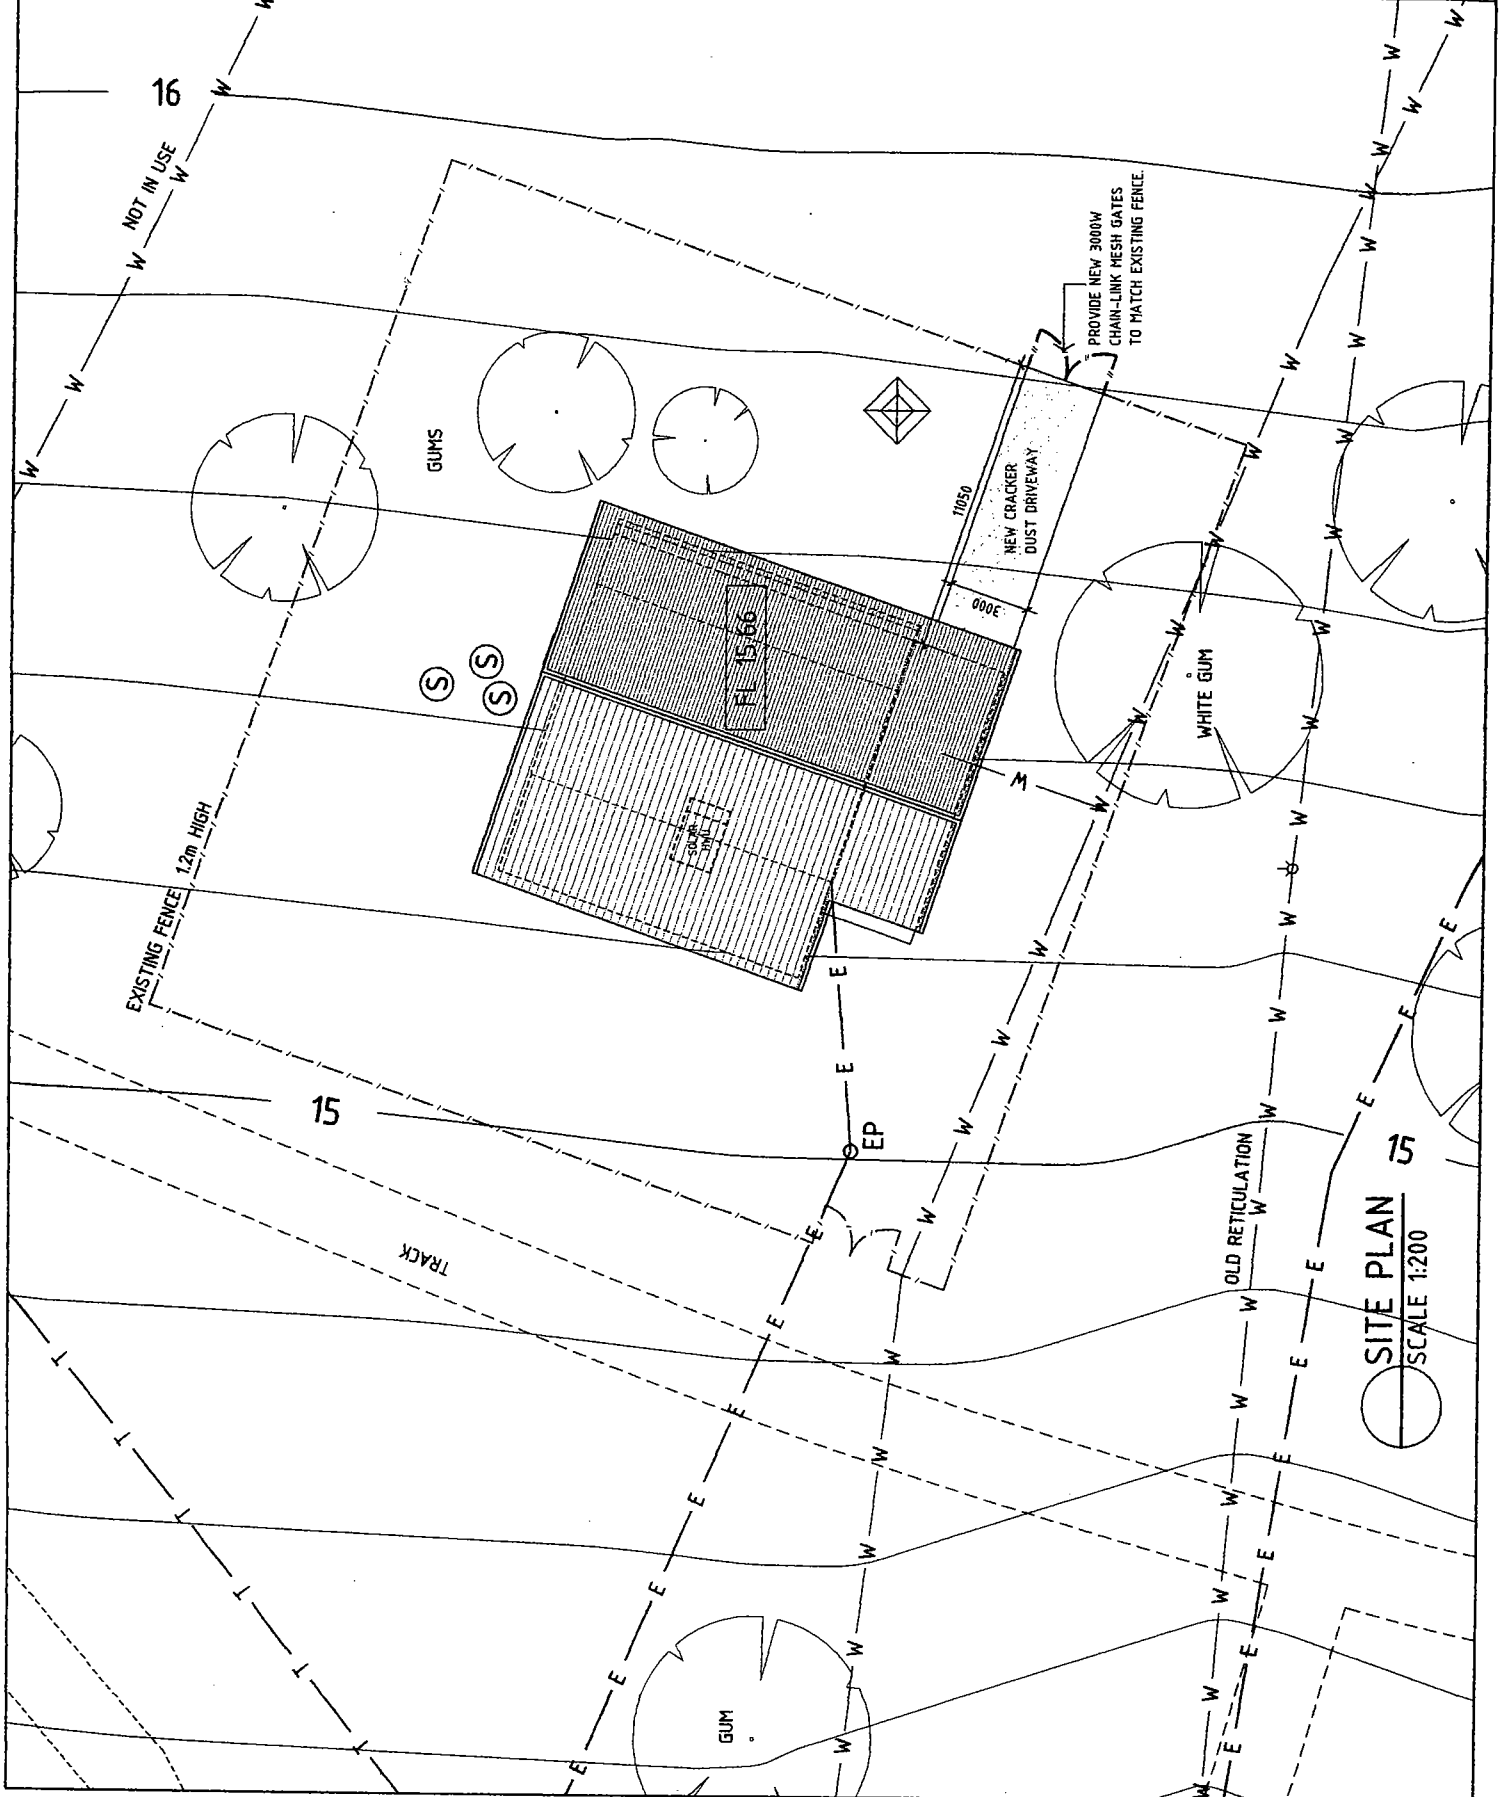 16
NOT IN USE
GUMS
PROVIDE NEW 3000W
CHAIN-LINK MESH GATES
TO MATCH EXISTING FENCE.
11050
NEW CRACKER
DUST DRIVEWAY
3000
FL 15.66
S
S
S
SOLAR
HWU
WHITE GUM
EXISTING FENCE 1.2m HIGH
15
TRACK
EP
OLD RETICULATION
15
SITE PLAN
SCALE 1:200
GUM
W
W
W
W
W
W
E
E
E
E
T
T
T
T